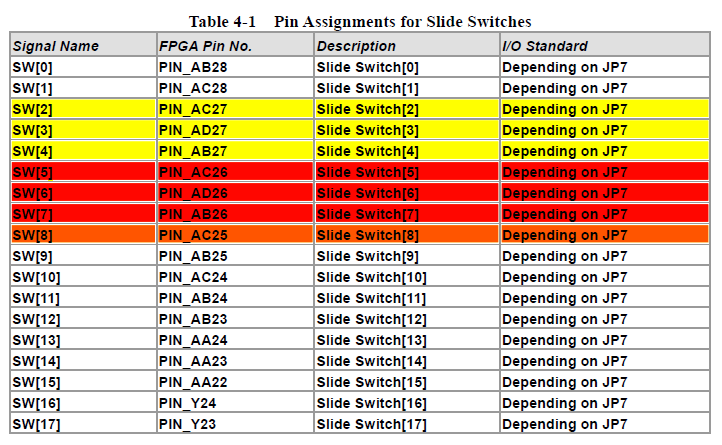 Table 4-1 Pin Assignments for Slide Switches
Signal Name FPGA Pin No. Description I/O Standard
SW[0] PIN_AB28 Slide Switch[0] Depending on JP7
SW[1] PIN_AC28 Slide Switch[1] Depending on JP7
SW[2] PIN_AC27 Slide Switch[2] Depending on JP7
SW[3] PIN_AD27 Slide Switch[3] Depending on JP7
SW[4] PIN_AB27 Slide Switch[4] Depending on JP7
SW[5] PIN_AC26 Slide Switch[5] Depending on JP7
SW[6] PIN_AD26 Slide Switch[6] Depending on JP7
SW[7] PIN_AB26 Slide Switch[7] Depending on JP7
SW[8] PIN_AC25 Slide Switch[8] Depending on JP7
SW[9] PIN_AB25 Slide Switch[9] Depending on JP7
SW[10] PIN_AC24 Slide Switch[10] Depending on JP7
SW[11] PIN_AB24 Slide Switch[11] Depending on JP7
SW[12] PIN_AB23 Slide Switch[12] Depending on JP7
SW[13] PIN_AA24 Slide Switch[13] Depending on JP7
SW[14] PIN_AA23 Slide Switch[14] Depending on JP7
SW[15] PIN_AA22 Slide Switch[15] Depending on JP7
SW[16] PIN_Y24 Slide Switch[16] Depending on JP7
SW[17] PIN_Y23 Slide Switch[17] Depending on JP7